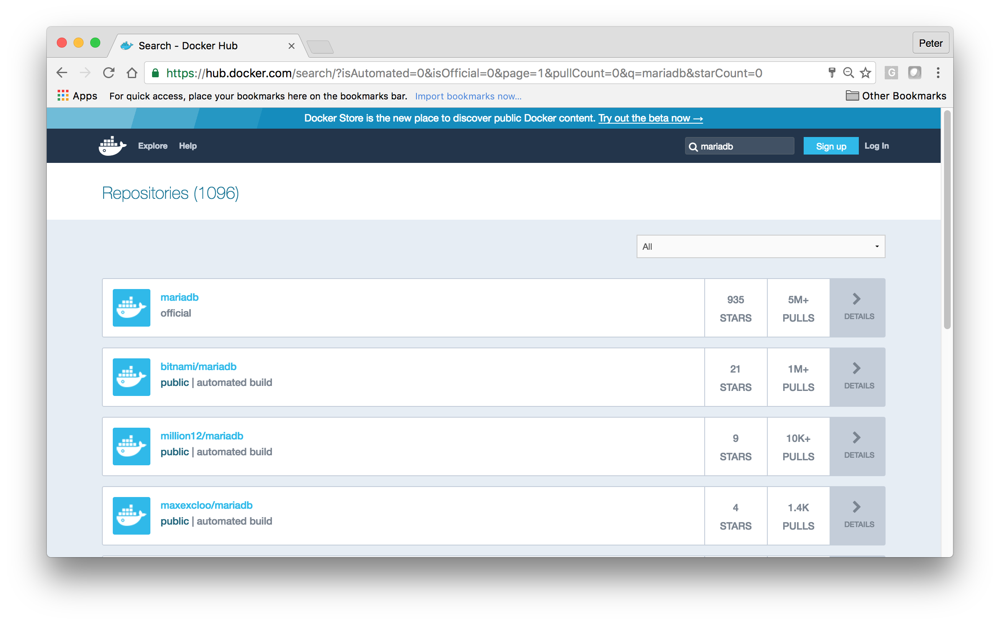 Search - Docker Hub
Peter
https://hub.docker.com/search/?isAutomated=0&isOfficial=0&page=1&pullCount=0&q=mariadb&starCount=0
G
Apps For quick access, place your bookmarks here on the bookmarks bar. Import bookmarks now... Other Bookmarks
Docker Store is the new place to discover public Docker content. Try out the beta now →
Explore Help mariadb Sign up Log In
Repositories (1096)
All
mariadb
official
935
STARS
5M+
PULLS
DETAILS
bitnami/mariadb
public | automated build
21
STARS
1M+
PULLS
DETAILS
million12/mariadb
public | automated build
9
STARS
10K+
PULLS
DETAILS
maxexcloo/mariadb
public | automated build
4
STARS
1.4K
PULLS
DETAILS